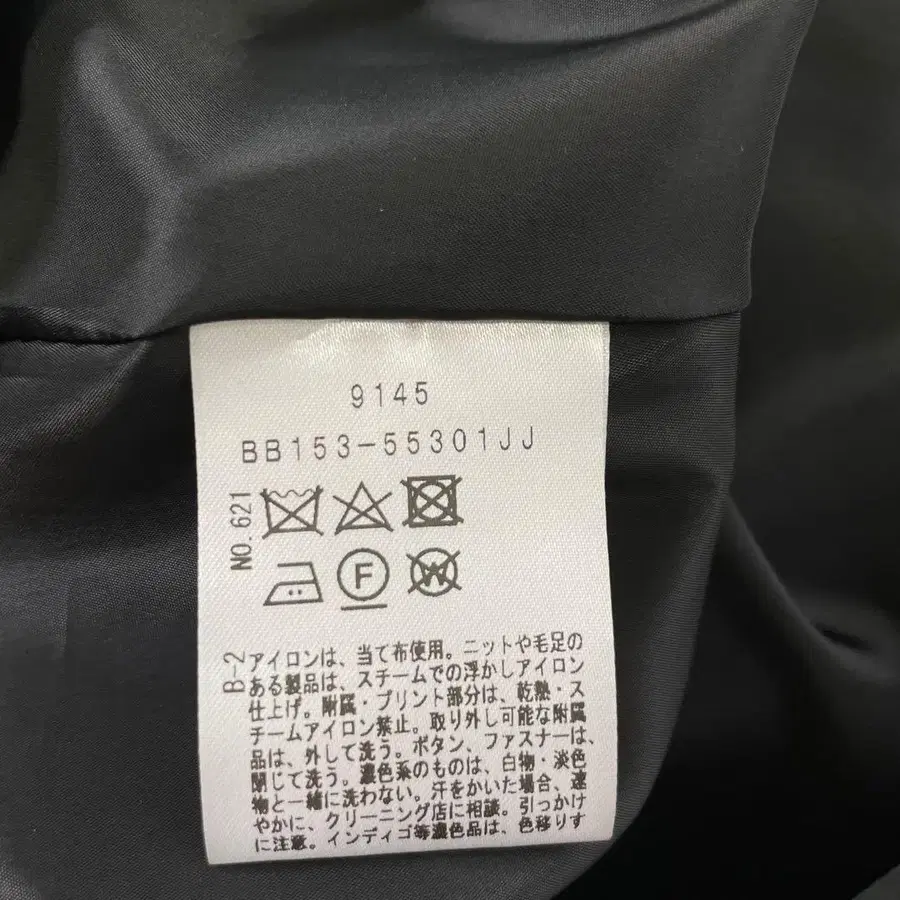 9145
BB153-55301JJ
NO.621
F
W
B-2
アイロンは、当て布使用。ニットや毛足の
ある製品は、スチームでの浮かしアイロン
仕上げ。附属・プリント部分は、乾熱・ス
チームアイロン禁止。取り外し可能な附属
品は、外して洗う。ボタン、ファスナーは、
閉じて洗う。濃色系のものは、白物・淡色
物と一緒に洗わない。汗をかいた場合、速
やかに、クリーニング店に相談。引っかけ
に注意。インディゴ等濃色品は、色移りす